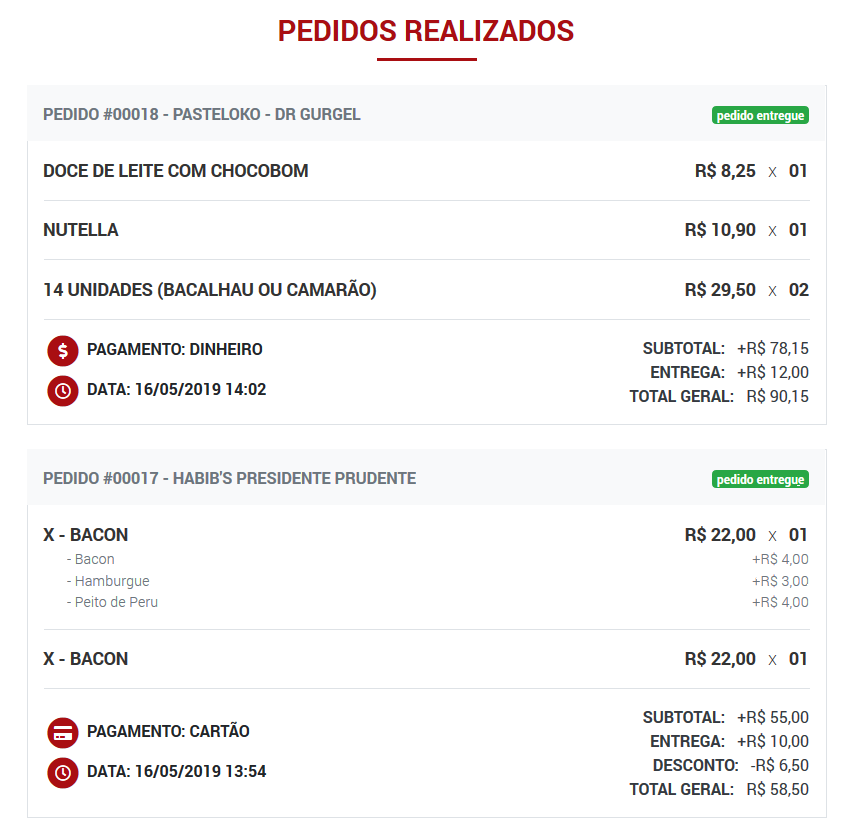 PEDIDOS REALIZADOS
PEDIDO #00018 - PASTELOKO - DR GURGEL pedido entregue
DOCE DE LEITE COM CHOCOBOM R$ 8,25 x 01
NUTELLA R$ 10,90 x 01
14 UNIDADES (BACALHAU OU CAMARÃO) R$ 29,50 x 02
PAGAMENTO: DINHEIRO
DATA: 16/05/2019 14:02
SUBTOTAL: +R$ 78,15
ENTREGA: +R$ 12,00
TOTAL GERAL: R$ 90,15
PEDIDO #00017 - HABIB'S PRESIDENTE PRUDENTE pedido entregue
X - BACON R$ 22,00 x 01
- Bacon +R$ 4,00
- Hamburgue +R$ 3,00
- Peito de Peru +R$ 4,00
X - BACON R$ 22,00 x 01
PAGAMENTO: CARTÃO
DATA: 16/05/2019 13:54
SUBTOTAL: +R$ 55,00
ENTREGA: +R$ 10,00
DESCONTO: -R$ 6,50
TOTAL GERAL: R$ 58,50